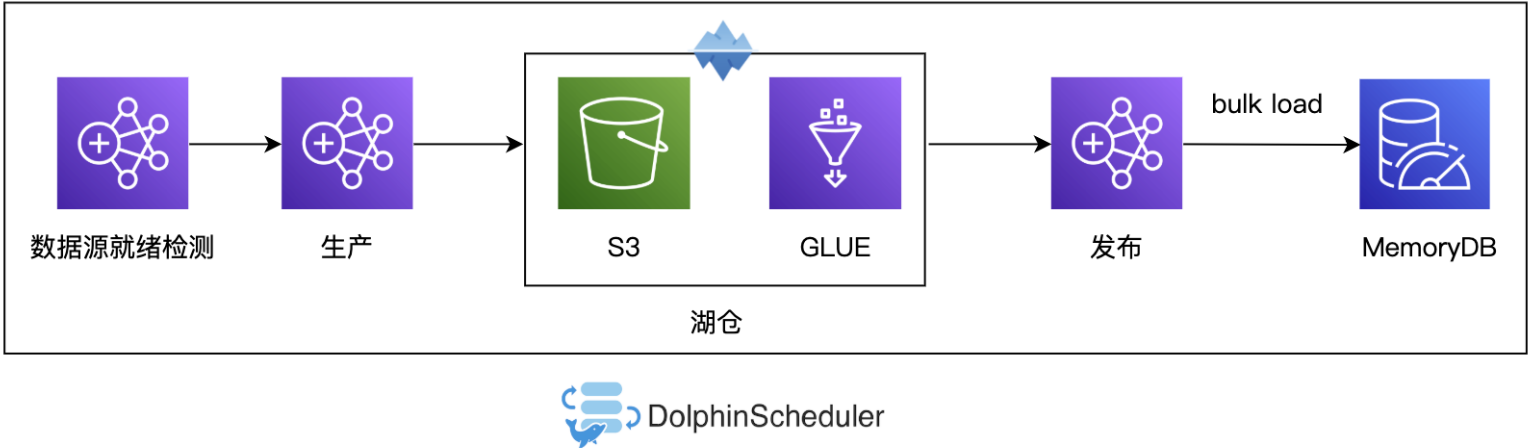 bulk load
数据源就绪检测
生产
S3
GLUE
发布
MemoryDB
湖仓
DolphinScheduler